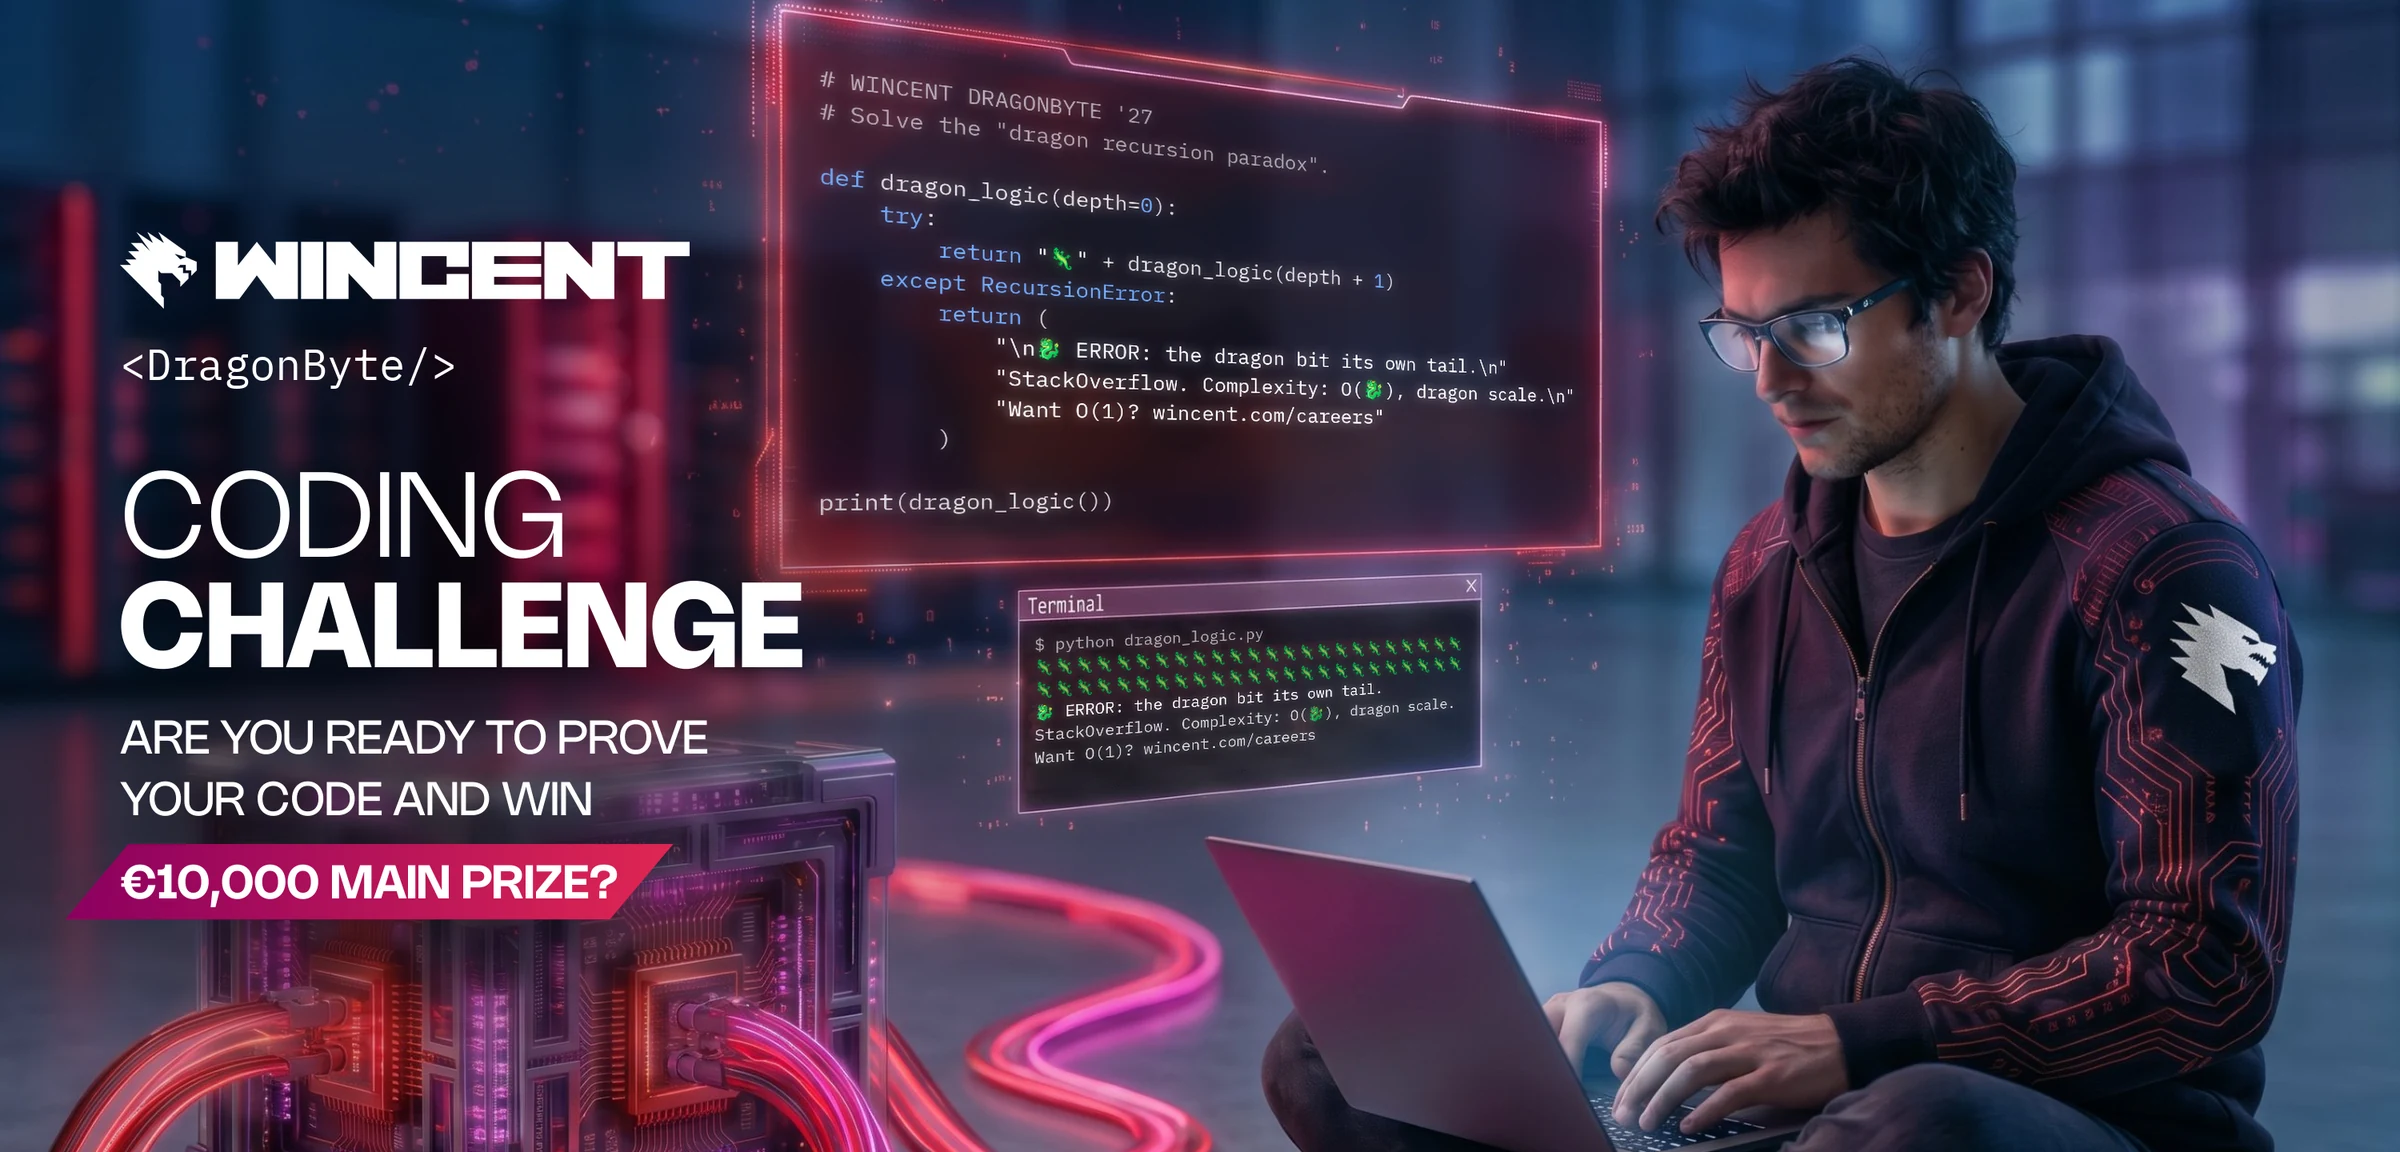 WINCENT
<DragonByte/>
CODING
CHALLENGE
ARE YOU READY TO PROVE
YOUR CODE AND WIN
€10,000 MAIN PRIZE?
# WINCENT DRAGONBYTE '27
# Solve the "dragon recursion paradox".
def dragon_logic(depth=0):
try:
return "🦎" + dragon_logic(depth + 1)
except RecursionError:
return (
"\n🐉 ERROR: the dragon bit its own tail.\n"
"StackOverflow. Complexity: O(🐉), dragon scale.\n"
"Want O(1)? wincent.com/careers"
)
print(dragon_logic())
Terminal X
$ python dragon_logic.py
🦎🦎🦎🦎🦎🦎🦎🦎🦎🦎🦎🦎🦎🦎🦎🦎🦎🦎🦎🦎🦎🦎
🦎🦎🦎🦎🦎🦎🦎🦎🦎🦎🦎🦎🦎🦎🦎🦎🦎🦎🦎🦎🦎🦎
🐉 ERROR: the dragon bit its own tail.
StackOverflow. Complexity: O(🐉), dragon scale.
Want O(1)? wincent.com/careers